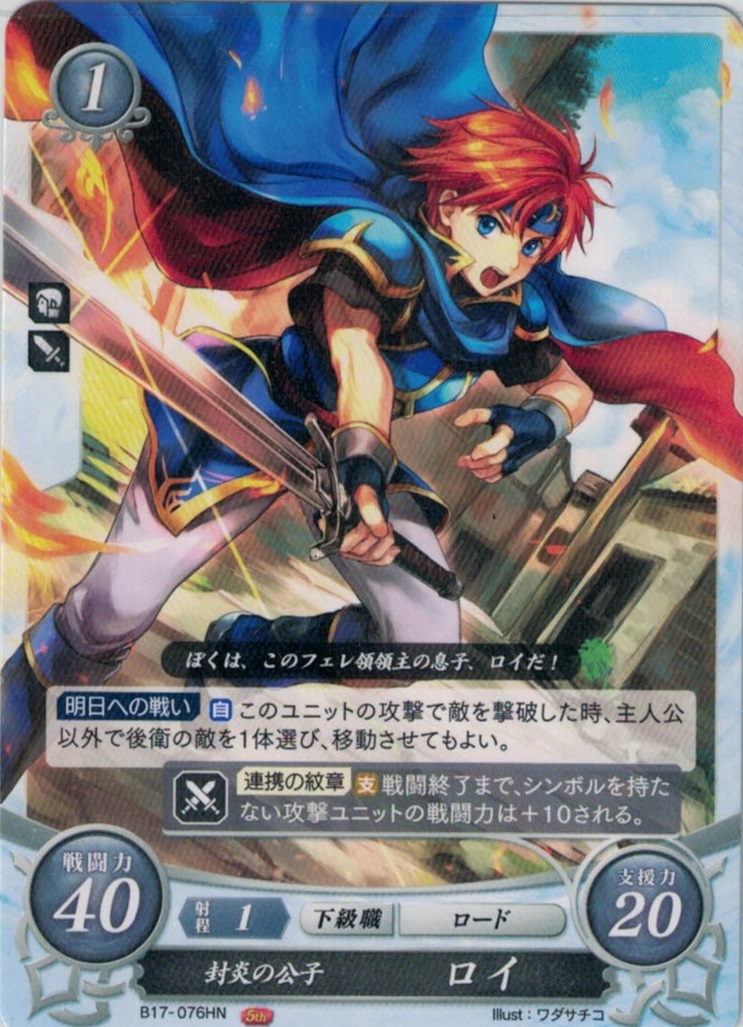 1
ぼくは、このフェレ領領主の息子、ロイだ!
明日への戦い 自 このユニットの攻撃で敵を撃破した時、主人公
以外で後衛の敵を1体選び、移動させてもよい。
連携の紋章 支 戦闘終了まで、シンボルを持た
ない攻撃ユニットの戦闘力は+10される。
戦闘力
40
射程 1 下級職 ロード
支援力
20
封炎の公子 ロイ
B17-076HN 5th Illust:ワダサチコ